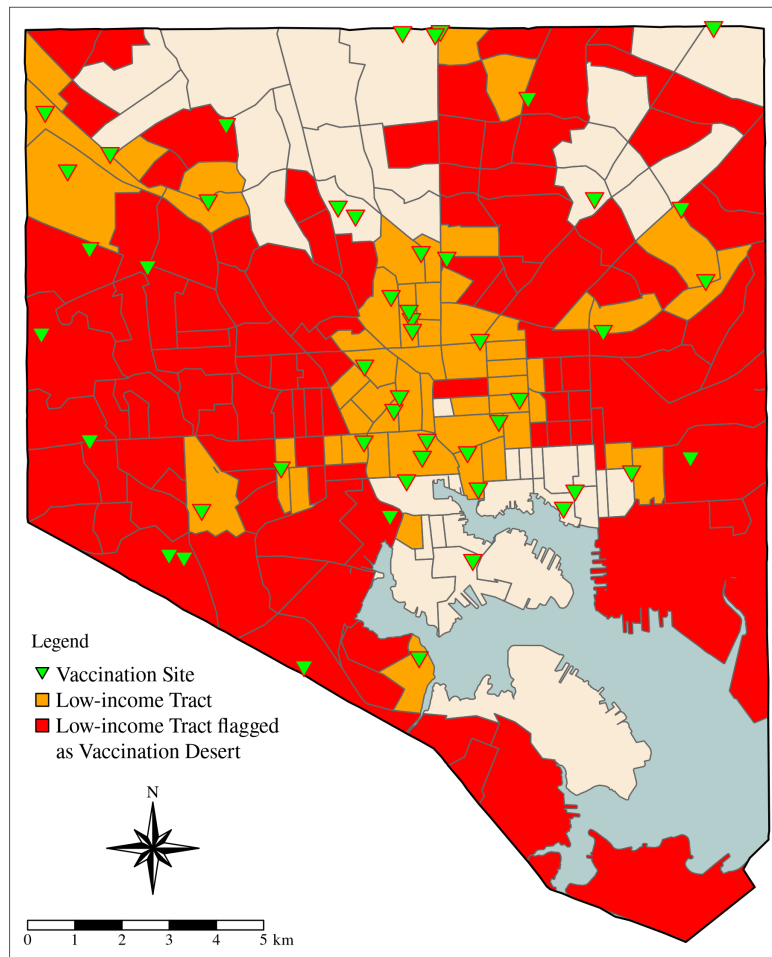 Legend
Vaccination Site
Low-income Tract
Low-income Tract flagged
as Vaccination Desert
N
0 1 2 3 4 5 km